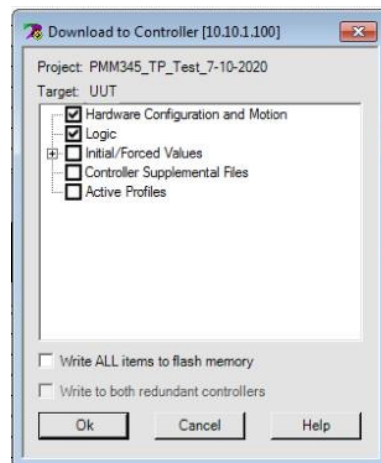 Download to Controller [10.10.1.100]
Project: PMM345_TP_Test_7-10-2020
Target: UUT
Hardware Configuration and Motion
Logic
Initial/Forced Values
Controller Supplemental Files
Active Profiles
Write ALL items to flash memory
Write to both redundant controllers
Ok Cancel Help